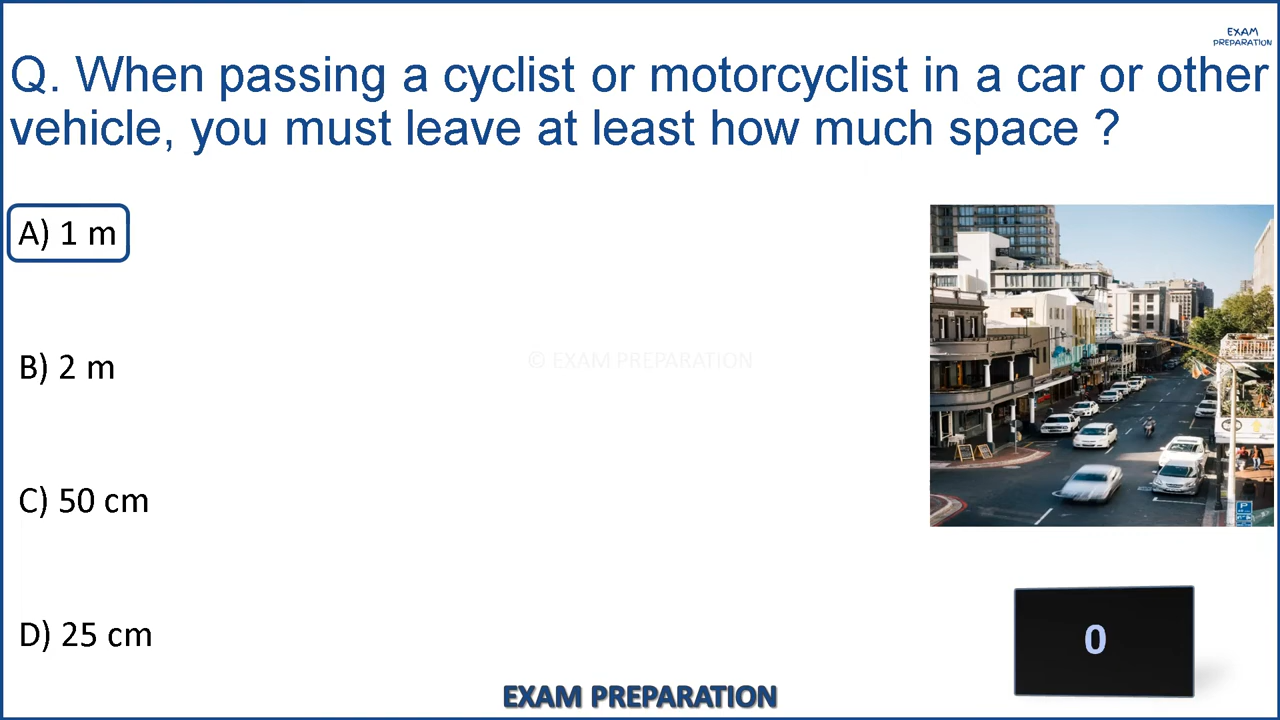 EXAM
PREPARATION
Q. When passing a cyclist or motorcyclist in a car or other
vehicle, you must leave at least how much space ?
A) 1 m
B) 2 m
© EXAM PREPARATION
C) 50 cm
D) 25 cm
P
0
EXAM PREPARATION